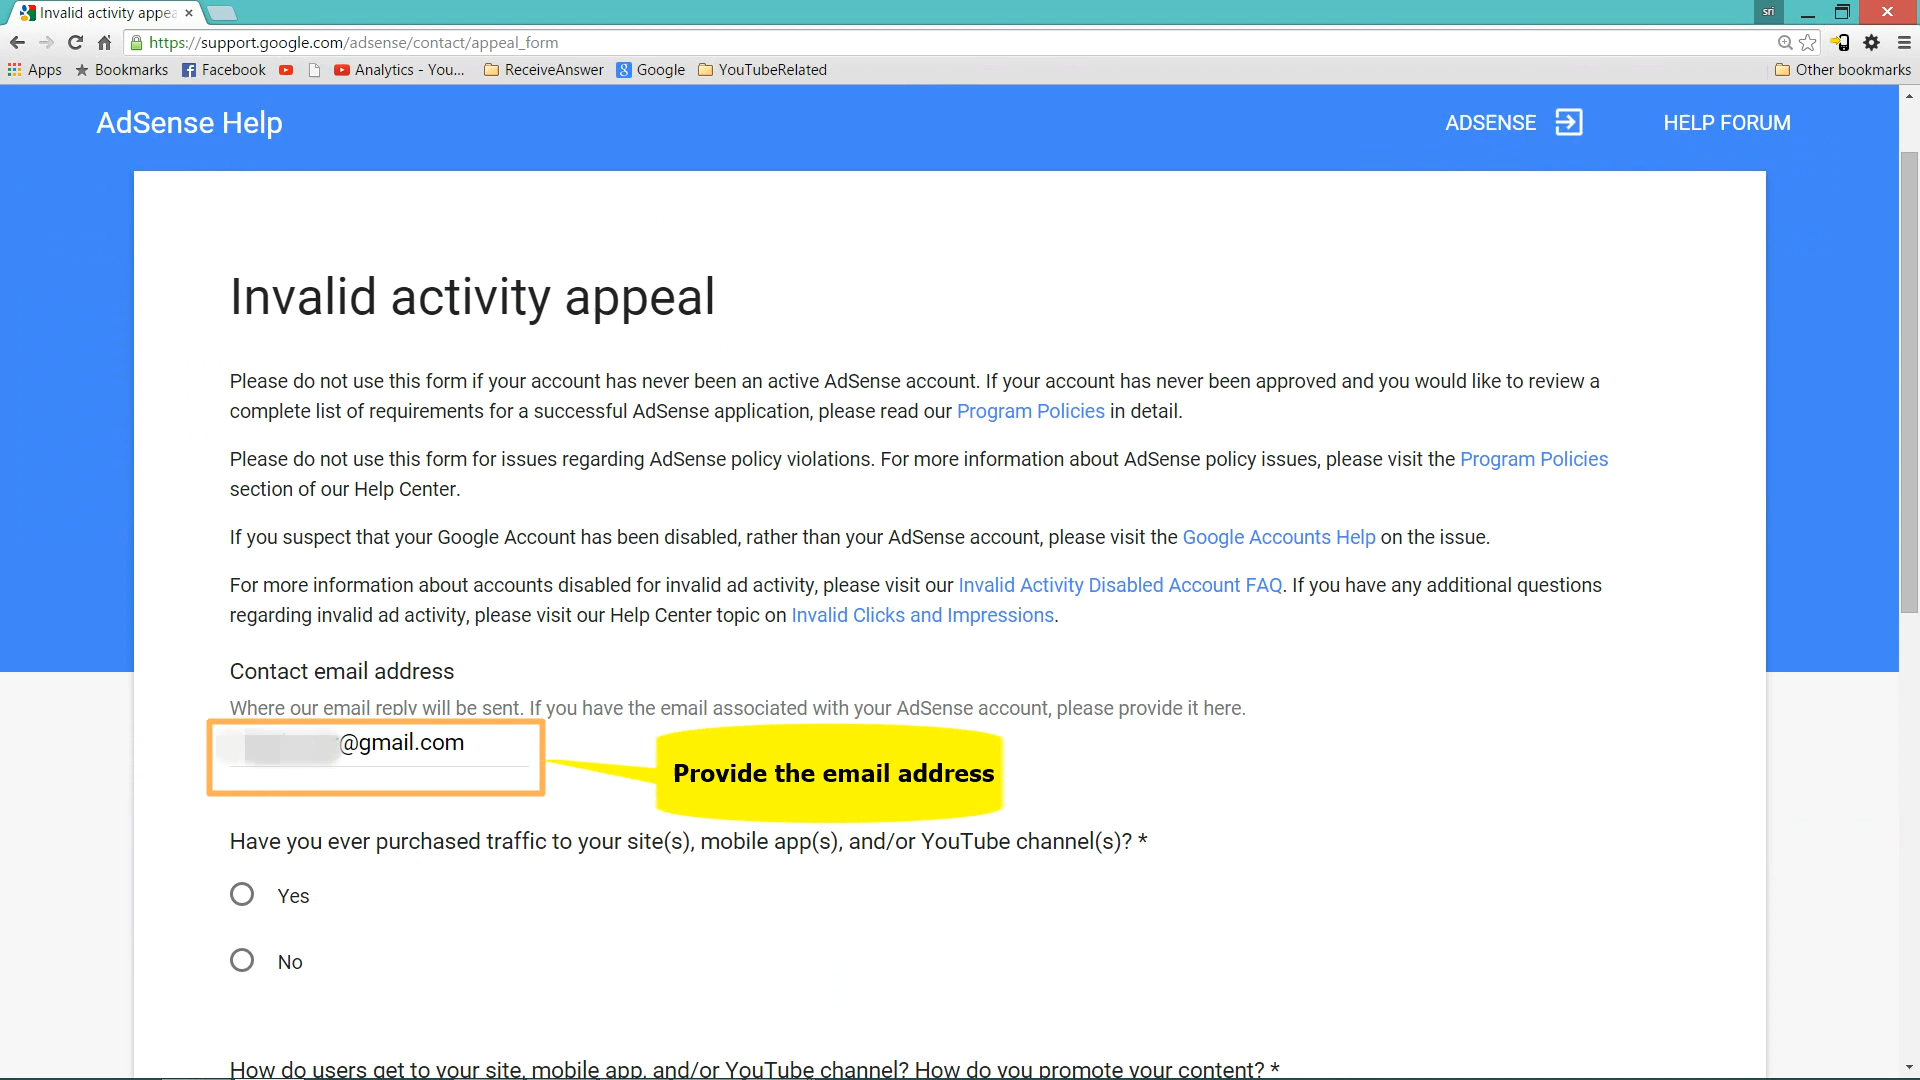 Invalid activity appea
sri
https://support.google.com/adsense/contact/appeal_form
Apps Bookmarks Facebook Analytics - You... ReceiveAnswer Google YouTubeRelated Other bookmarks
AdSense Help ADSENSE HELP FORUM
Invalid activity appeal
Please do not use this form if your account has never been an active AdSense account. If your account has never been approved and you would like to review a
complete list of requirements for a successful AdSense application, please read our Program Policies in detail.
Please do not use this form for issues regarding AdSense policy violations. For more information about AdSense policy issues, please visit the Program Policies
section of our Help Center.
If you suspect that your Google Account has been disabled, rather than your AdSense account, please visit the Google Accounts Help on the issue.
For more information about accounts disabled for invalid ad activity, please visit our Invalid Activity Disabled Account FAQ. If you have any additional questions
regarding invalid ad activity, please visit our Help Center topic on Invalid Clicks and Impressions.
Contact email address
Where our email reply will be sent. If you have the email associated with your AdSense account, please provide it here.
@gmail.com
Provide the email address
Have you ever purchased traffic to your site(s), mobile app(s), and/or YouTube channel(s)? *
Yes
No
How do users get to your site, mobile app, and/or YouTube channel? How do you promote your content? *